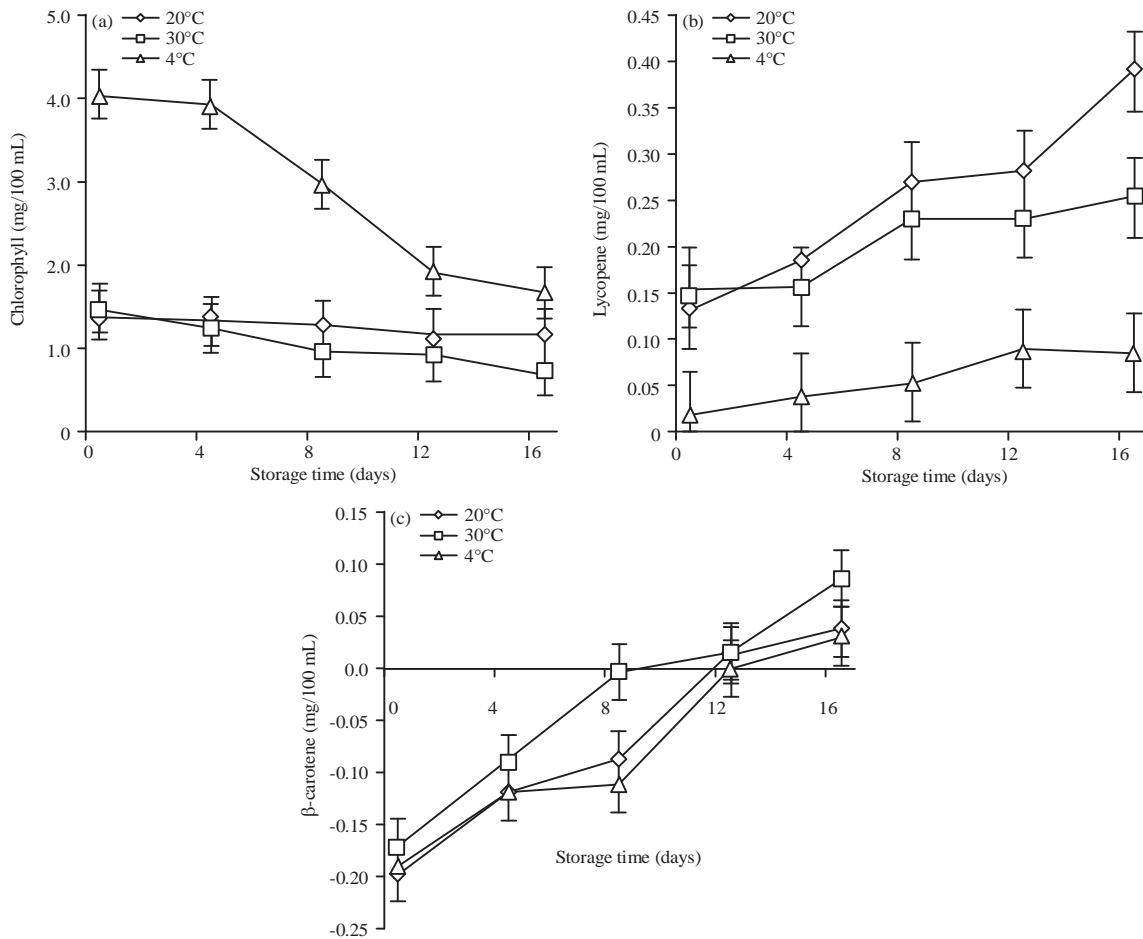 (a)
20°C
30°C
4°C
5.0
4.0
3.0
2.0
1.0
0
Chlorophyll (mg/100 mL)
0 4 8 12 16
Storage time (days)
(b)
20°C
30°C
4°C
0.40
0.35
0.30
0.25
0.20
0.15
0.10
0.05
0
Lycopene (mg/100 mL)
0 4 8 12 16
Storage time (days)
(c)
20°C
30°C
4°C
0.15
0.10
0.05
0.0
-0.05
-0.10
-0.15
-0.20
-0.25
β-carotene (mg/100 mL)
0 4 8 12 16
Storage time (days)